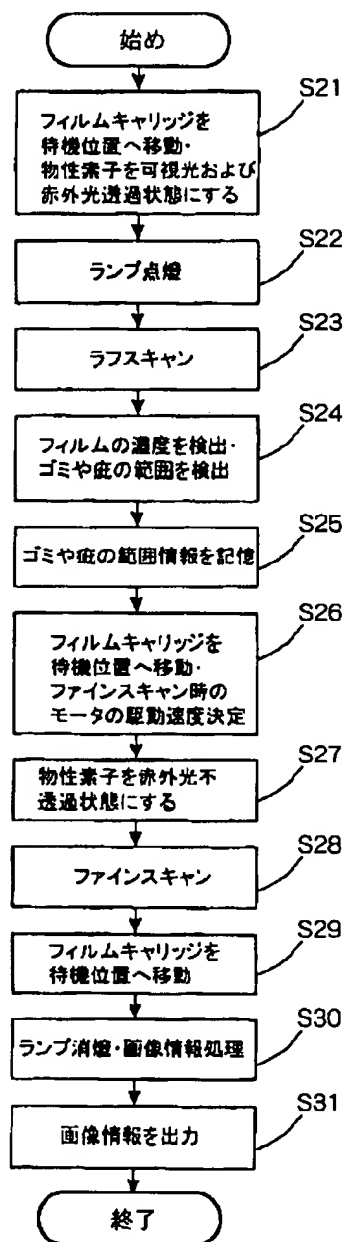 始め
S21
フィルムキャリッジを
待機位置へ移動・
物性素子を可視光および
赤外光透過状態にする
S22
ランプ点燈
S23
ラフスキャン
S24
フィルムの濃度を検出・
ゴミや疵の範囲を検出
S25
ゴミや疵の範囲情報を記憶
S26
フィルムキャリッジを
待機位置へ移動・
ファインスキャン時の
モータの駆動速度決定
S27
物性素子を赤外光不
透過状態にする
S28
ファインスキャン
S29
フィルムキャリッジを
待機位置へ移動
S30
ランプ消燈・画像情報処理
S31
画像情報を出力
終了